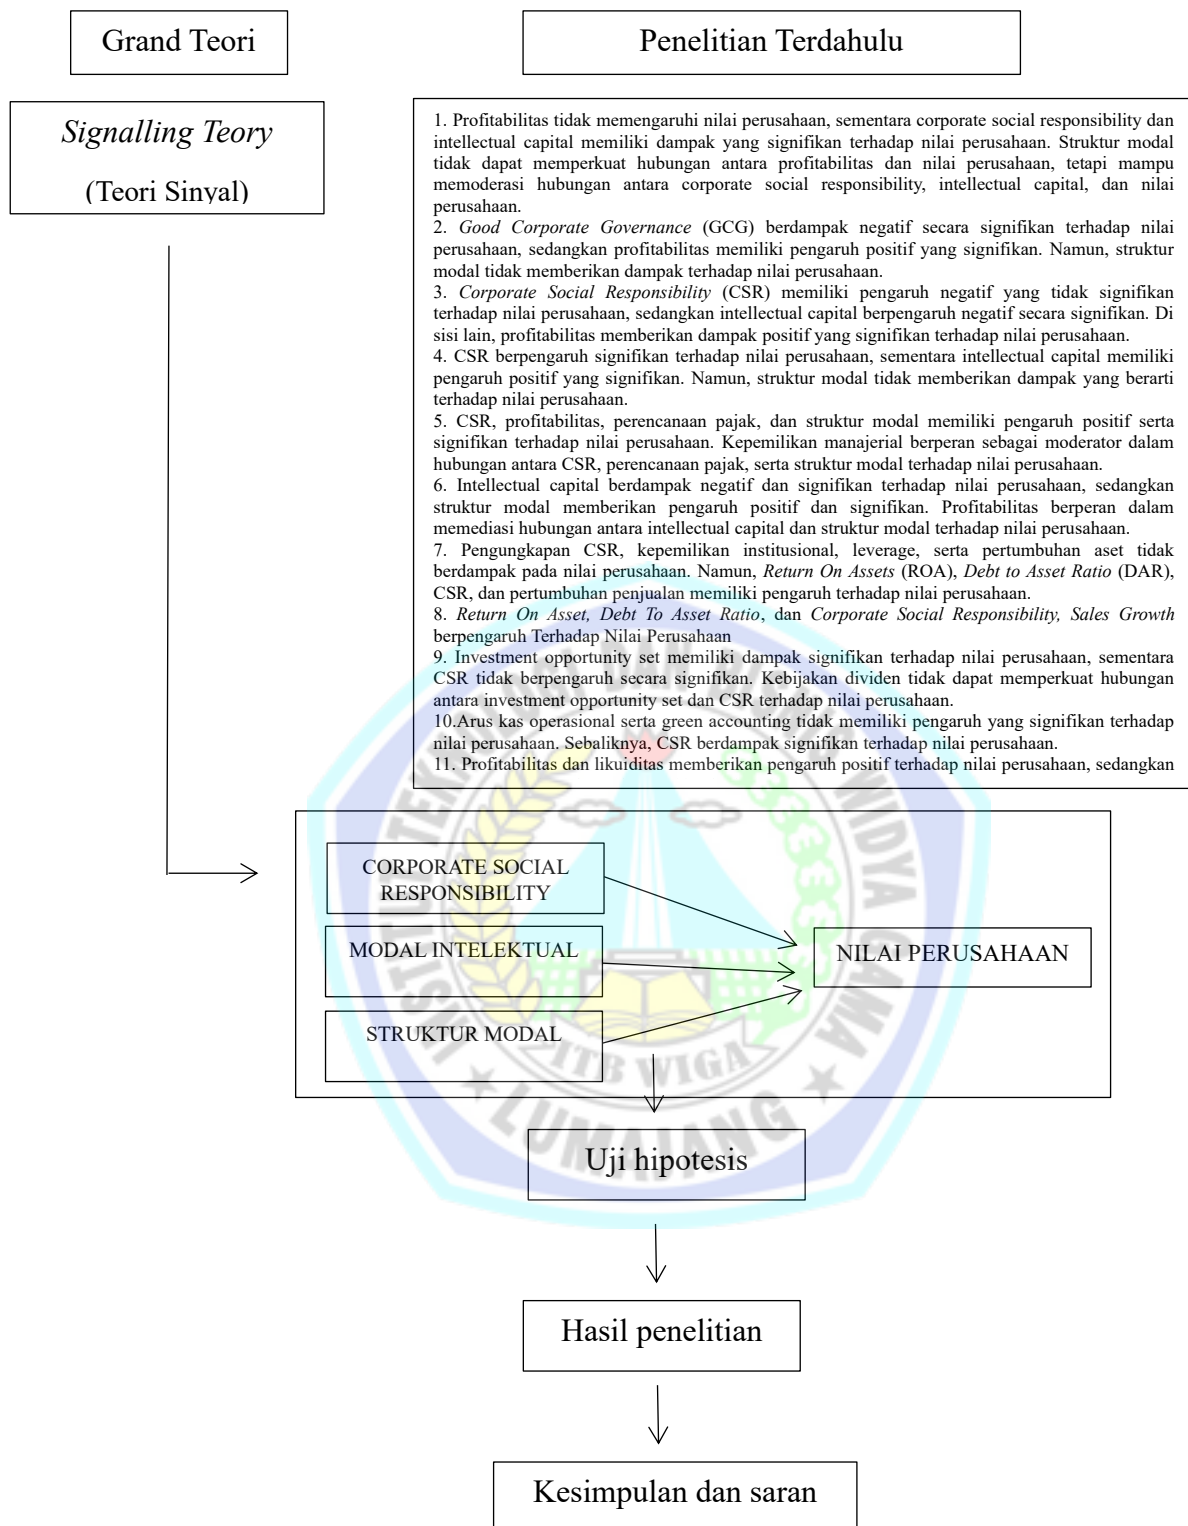 Grand Teori
Penelitian Terdahulu
Signalling Teory
(Teori Sinyal)
1. Profitabilitas tidak memengaruhi nilai perusahaan, sementara corporate social responsibility dan
intellectual capital memiliki dampak yang signifikan terhadap nilai perusahaan. Struktur modal
tidak dapat memperkuat hubungan antara profitabilitas dan nilai perusahaan, tetapi mampu
memoderasi hubungan antara corporate social responsibility, intellectual capital, dan nilai
perusahaan.
2. Good Corporate Governance (GCG) berdampak negatif secara signifikan terhadap nilai
perusahaan, sedangkan profitabilitas memiliki pengaruh positif yang signifikan. Namun, struktur
modal tidak memberikan dampak terhadap nilai perusahaan.
3. Corporate Social Responsibility (CSR) memiliki pengaruh negatif yang tidak signifikan
terhadap nilai perusahaan, sedangkan intellectual capital berpengaruh negatif secara signifikan. Di
sisi lain, profitabilitas memberikan dampak positif yang signifikan terhadap nilai perusahaan.
4. CSR berpengaruh signifikan terhadap nilai perusahaan, sementara intellectual capital memiliki
pengaruh positif yang signifikan. Namun, struktur modal tidak memberikan dampak yang berarti
terhadap nilai perusahaan.
5. CSR, profitabilitas, perencanaan pajak, dan struktur modal memiliki pengaruh positif serta
signifikan terhadap nilai perusahaan. Kepemilikan manajerial berperan sebagai moderator dalam
hubungan antara CSR, perencanaan pajak, serta struktur modal terhadap nilai perusahaan.
6. Intellectual capital berdampak negatif dan signifikan terhadap nilai perusahaan, sedangkan
struktur modal memberikan pengaruh positif dan signifikan. Profitabilitas berperan dalam
memediasi hubungan antara intellectual capital dan struktur modal terhadap nilai perusahaan.
7. Pengungkapan CSR, kepemilikan institusional, leverage, serta pertumbuhan aset tidak
berdampak pada nilai perusahaan. Namun, Return On Assets (ROA), Debt to Asset Ratio (DAR),
CSR, dan pertumbuhan penjualan memiliki pengaruh terhadap nilai perusahaan.
8. Return On Asset, Debt To Asset Ratio, dan Corporate Social Responsibility, Sales Growth
berpengaruh Terhadap Nilai Perusahaan
9. Investment opportunity set memiliki dampak signifikan terhadap nilai perusahaan, sementara
CSR tidak berpengaruh secara signifikan. Kebijakan dividen tidak dapat memperkuat hubungan
antara investment opportunity set dan CSR terhadap nilai perusahaan.
10.Arus kas operasional serta green accounting tidak memiliki pengaruh yang signifikan terhadap
nilai perusahaan. Sebaliknya, CSR berdampak signifikan terhadap nilai perusahaan.
11. Profitabilitas dan likuiditas memberikan pengaruh positif terhadap nilai perusahaan, sedangkan
CORPORATE SOCIAL
RESPONSIBILITY
MODAL INTELEKTUAL
STRUKTUR MODAL
NILAI PERUSAHAAN
INSTITUT TEKNOLOGI DAN BISNIS WIDYA GAMA
ITB WIGA
LUMAJANG
Uji hipotesis
Hasil penelitian
Kesimpulan dan saran